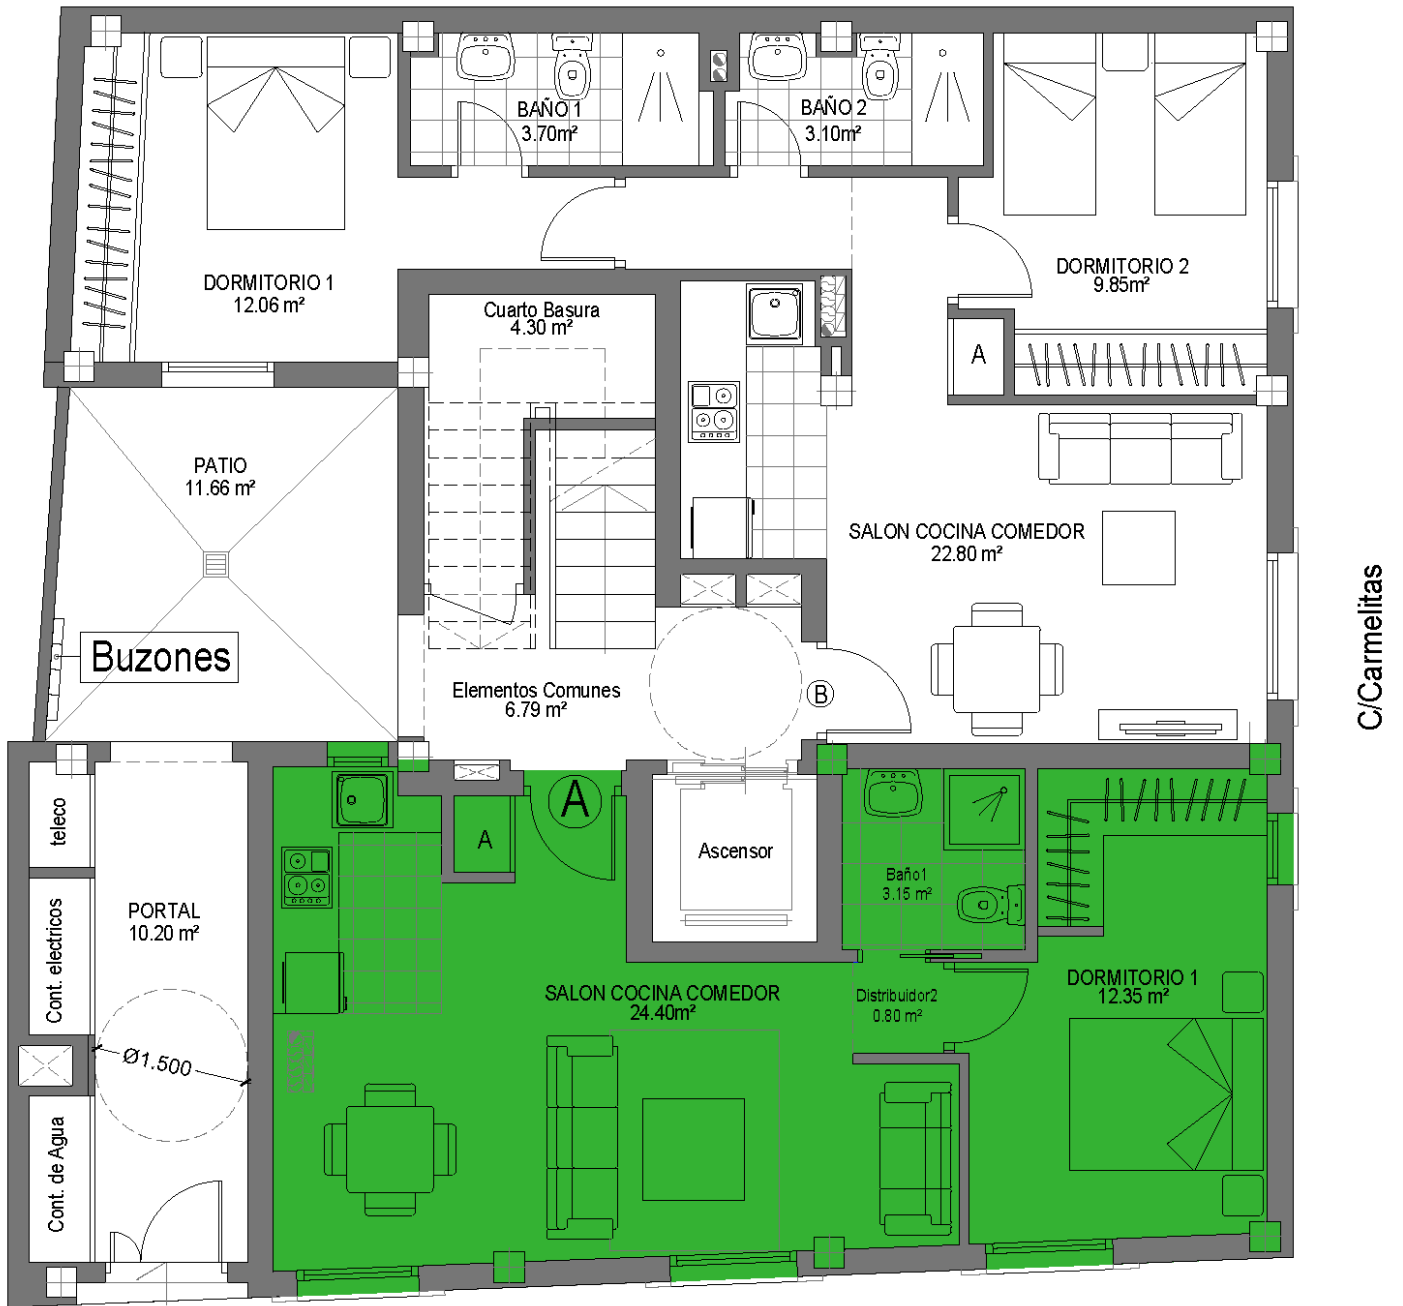 BAÑO 1
3.70m²
BAÑO 2
3.10m²
DORMITORIO 1
12.06 m²
DORMITORIO 2
9.85m²
Cuarto Basura
4.30 m²
A
PATIO
11.66 m²
SALON COCINA COMEDOR
22.80 m²
C/Carmelitas
Buzones
Elementos Comunes
6.79 m²
B
teleco
A
A
Ascensor
Baño1
3.15 m²
Cont. electricos
PORTAL
10.20 m²
SALON COCINA COMEDOR
24.40m²
Distribuidor2
0.80 m²
DORMITORIO 1
12.35 m²
Ø1.500
Cont. de Agua